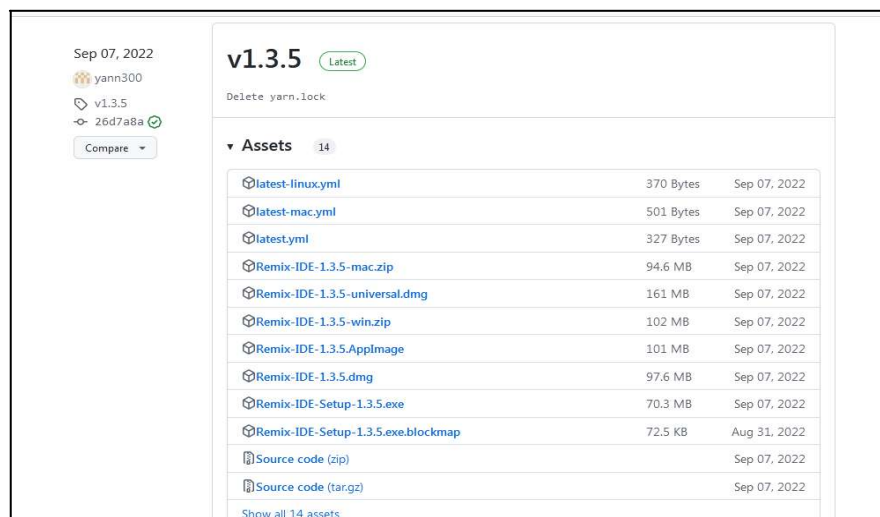 Sep 07, 2022
yann300
v1.3.5
26d7a8a
Compare
v1.3.5 Latest
Delete yarn.lock
Assets 14
latest-linux.yml 370 Bytes Sep 07, 2022
latest-mac.yml 501 Bytes Sep 07, 2022
latest.yml 327 Bytes Sep 07, 2022
Remix-IDE-1.3.5-mac.zip 94.6 MB Sep 07, 2022
Remix-IDE-1.3.5-universal.dmg 161 MB Sep 07, 2022
Remix-IDE-1.3.5-win.zip 102 MB Sep 07, 2022
Remix-IDE-1.3.5.AppImage 101 MB Sep 07, 2022
Remix-IDE-1.3.5.dmg 97.6 MB Sep 07, 2022
Remix-IDE-Setup-1.3.5.exe 70.3 MB Sep 07, 2022
Remix-IDE-Setup-1.3.5.exe.blockmap 72.5 KB Aug 31, 2022
Source code (zip) Sep 07, 2022
Source code (tar.gz) Sep 07, 2022
Show all 14 assets